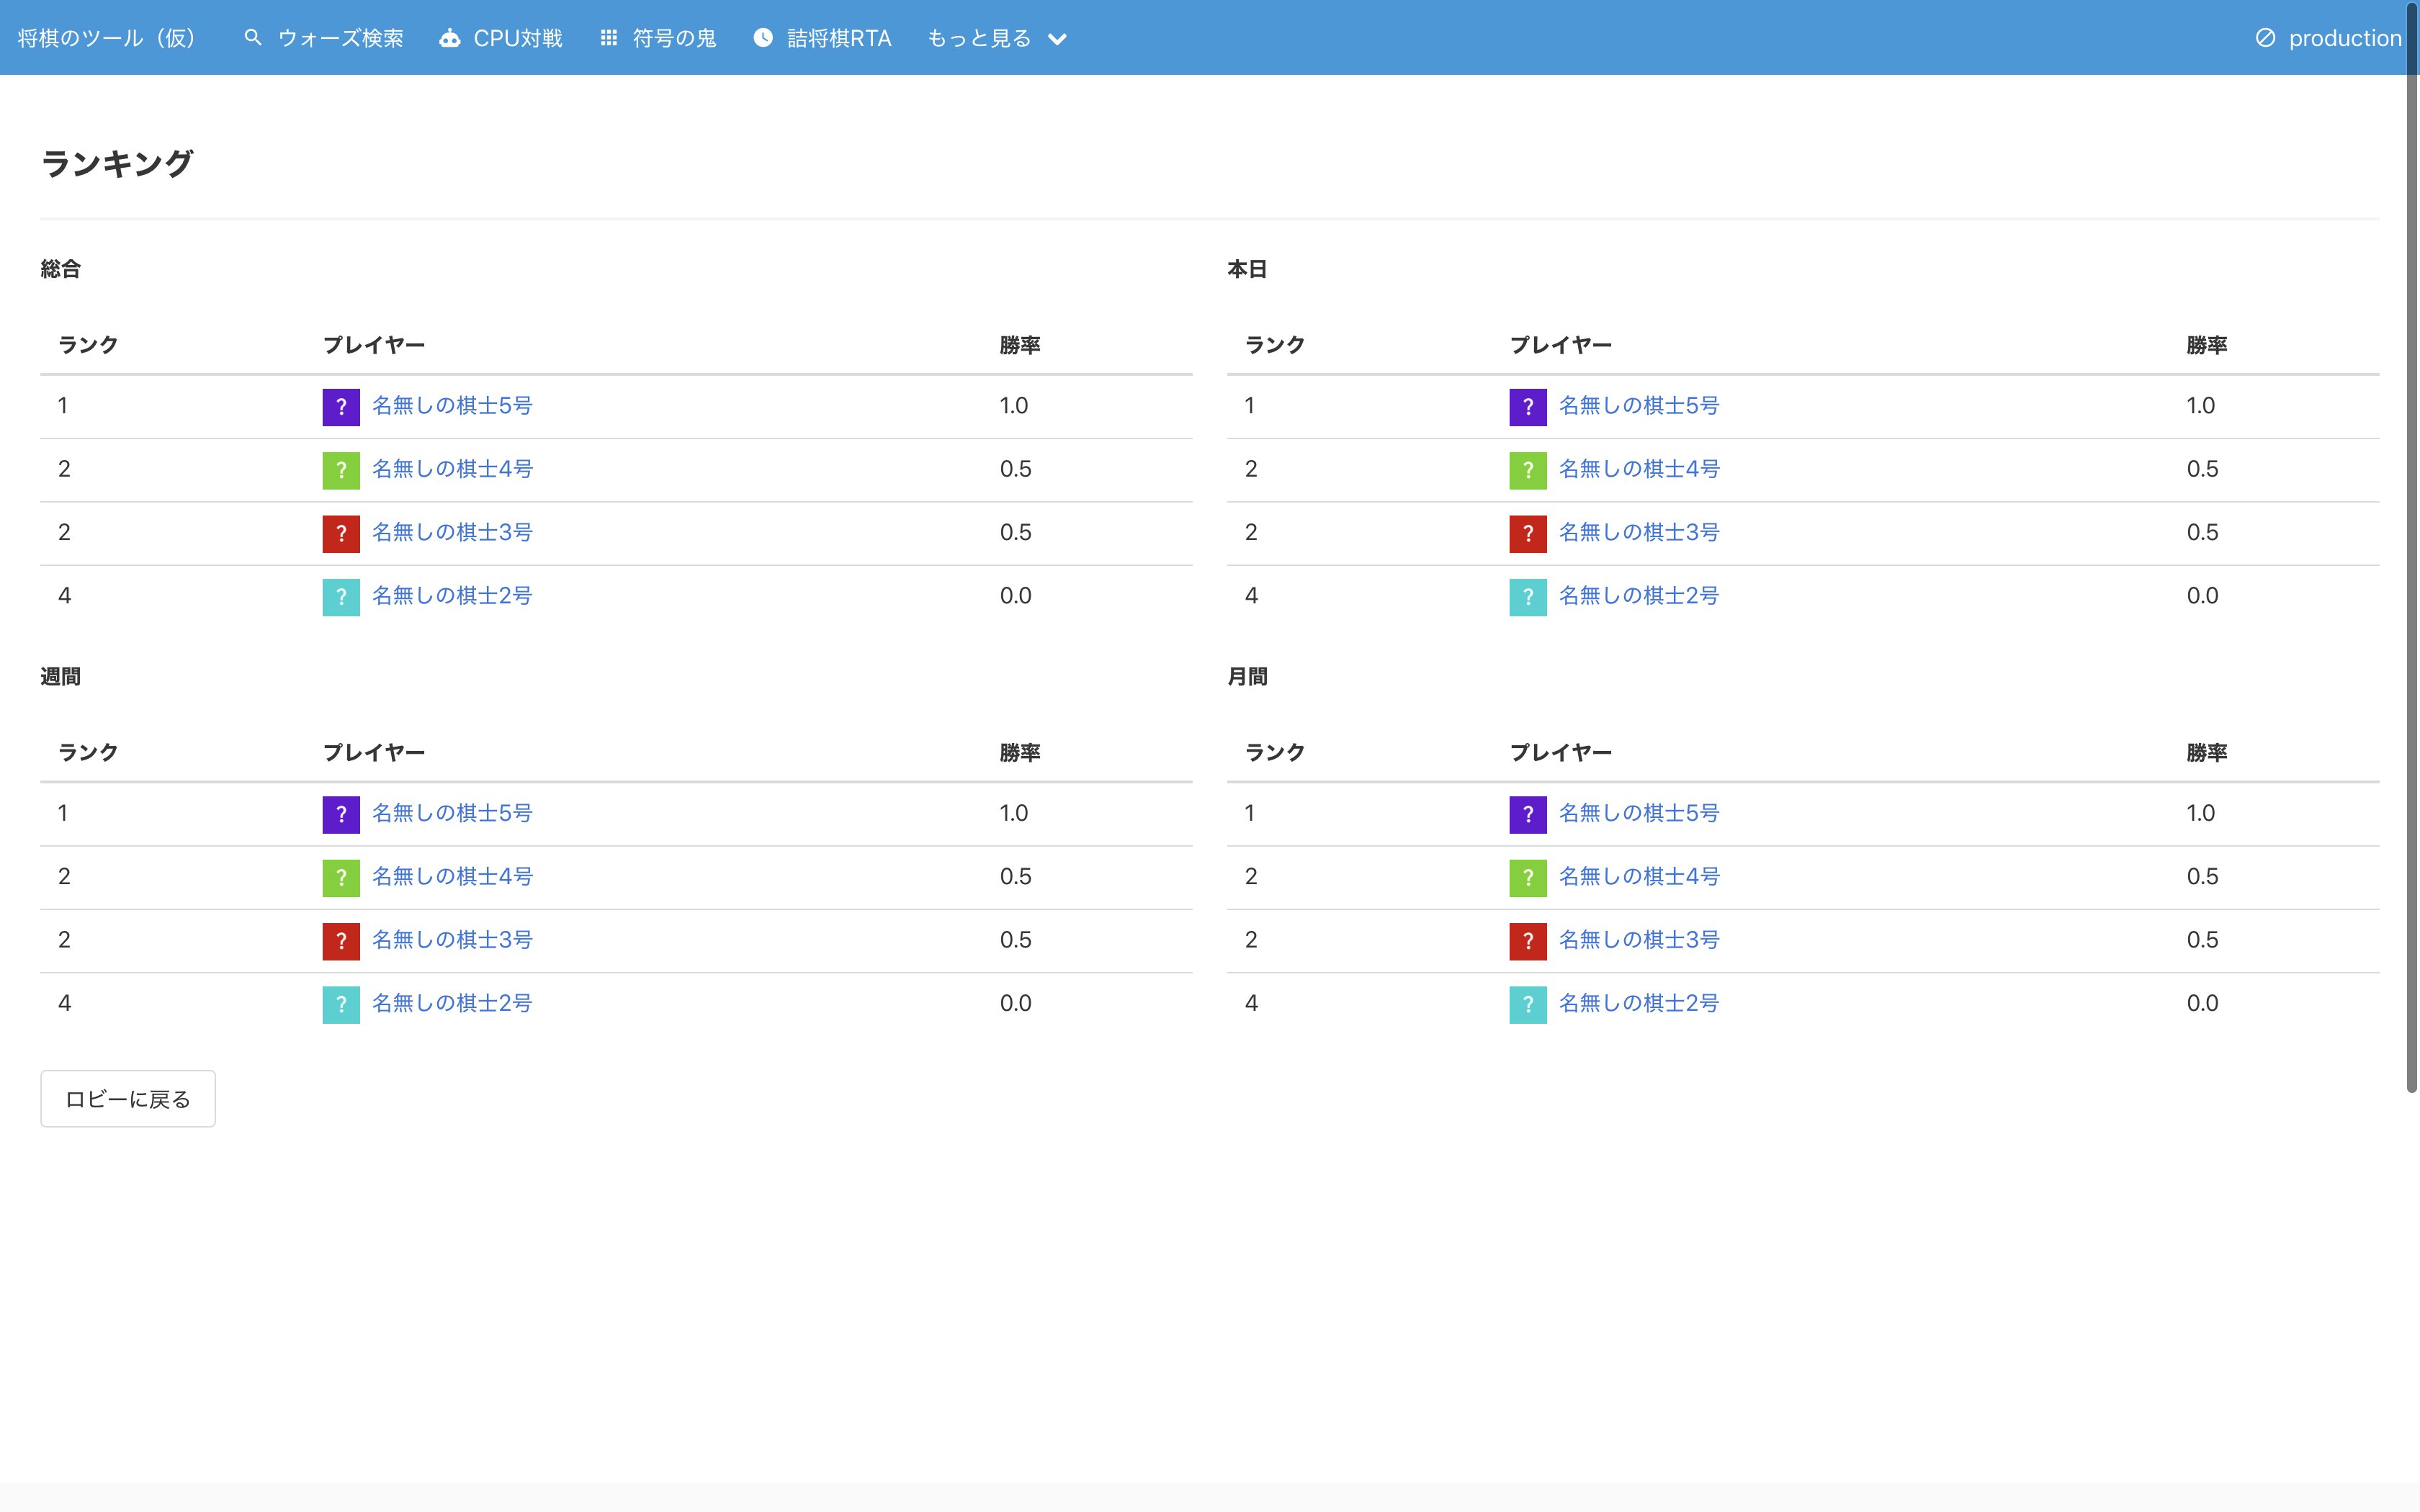 将棋のツール（仮） ウォーズ検索 CPU対戦 符号の鬼 詰将棋RTA もっと見る production
ランキング
総合
ランク プレイヤー 勝率
1 ? 名無しの棋士5号 1.0
2 ? 名無しの棋士4号 0.5
2 ? 名無しの棋士3号 0.5
4 ? 名無しの棋士2号 0.0
本日
ランク プレイヤー 勝率
1 ? 名無しの棋士5号 1.0
2 ? 名無しの棋士4号 0.5
2 ? 名無しの棋士3号 0.5
4 ? 名無しの棋士2号 0.0
週間
ランク プレイヤー 勝率
1 ? 名無しの棋士5号 1.0
2 ? 名無しの棋士4号 0.5
2 ? 名無しの棋士3号 0.5
4 ? 名無しの棋士2号 0.0
月間
ランク プレイヤー 勝率
1 ? 名無しの棋士5号 1.0
2 ? 名無しの棋士4号 0.5
2 ? 名無しの棋士3号 0.5
4 ? 名無しの棋士2号 0.0
ロビーに戻る